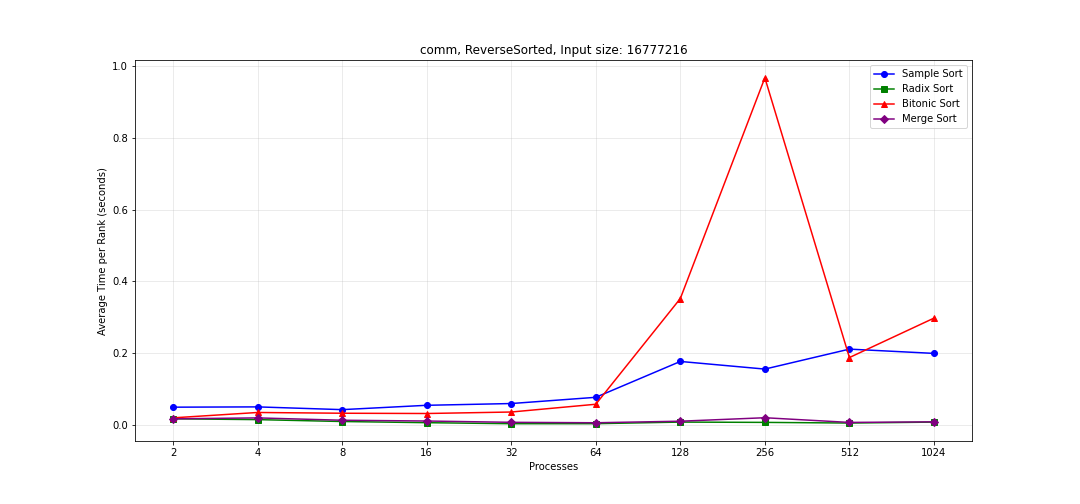 comm, ReverseSorted, Input size: 16777216
Average Time per Rank (seconds)
1.0
0.8
0.6
0.4
0.2
0.0
Sample Sort
Radix Sort
Bitonic Sort
Merge Sort
2 4 8 16 32 64 128 256 512 1024
Processes